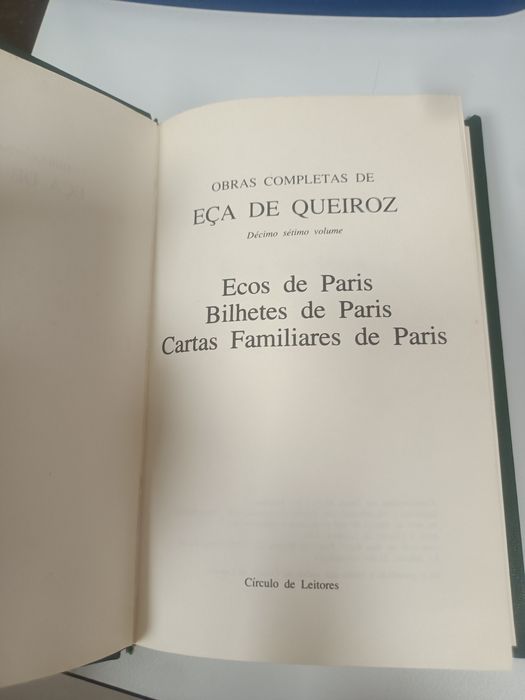 OBRAS COMPLETAS DE
EÇA DE QUEIROZ
Décimo sétimo volume
Ecos de Paris
Bilhetes de Paris
Cartas Familiares de Paris
Círculo de Leitores